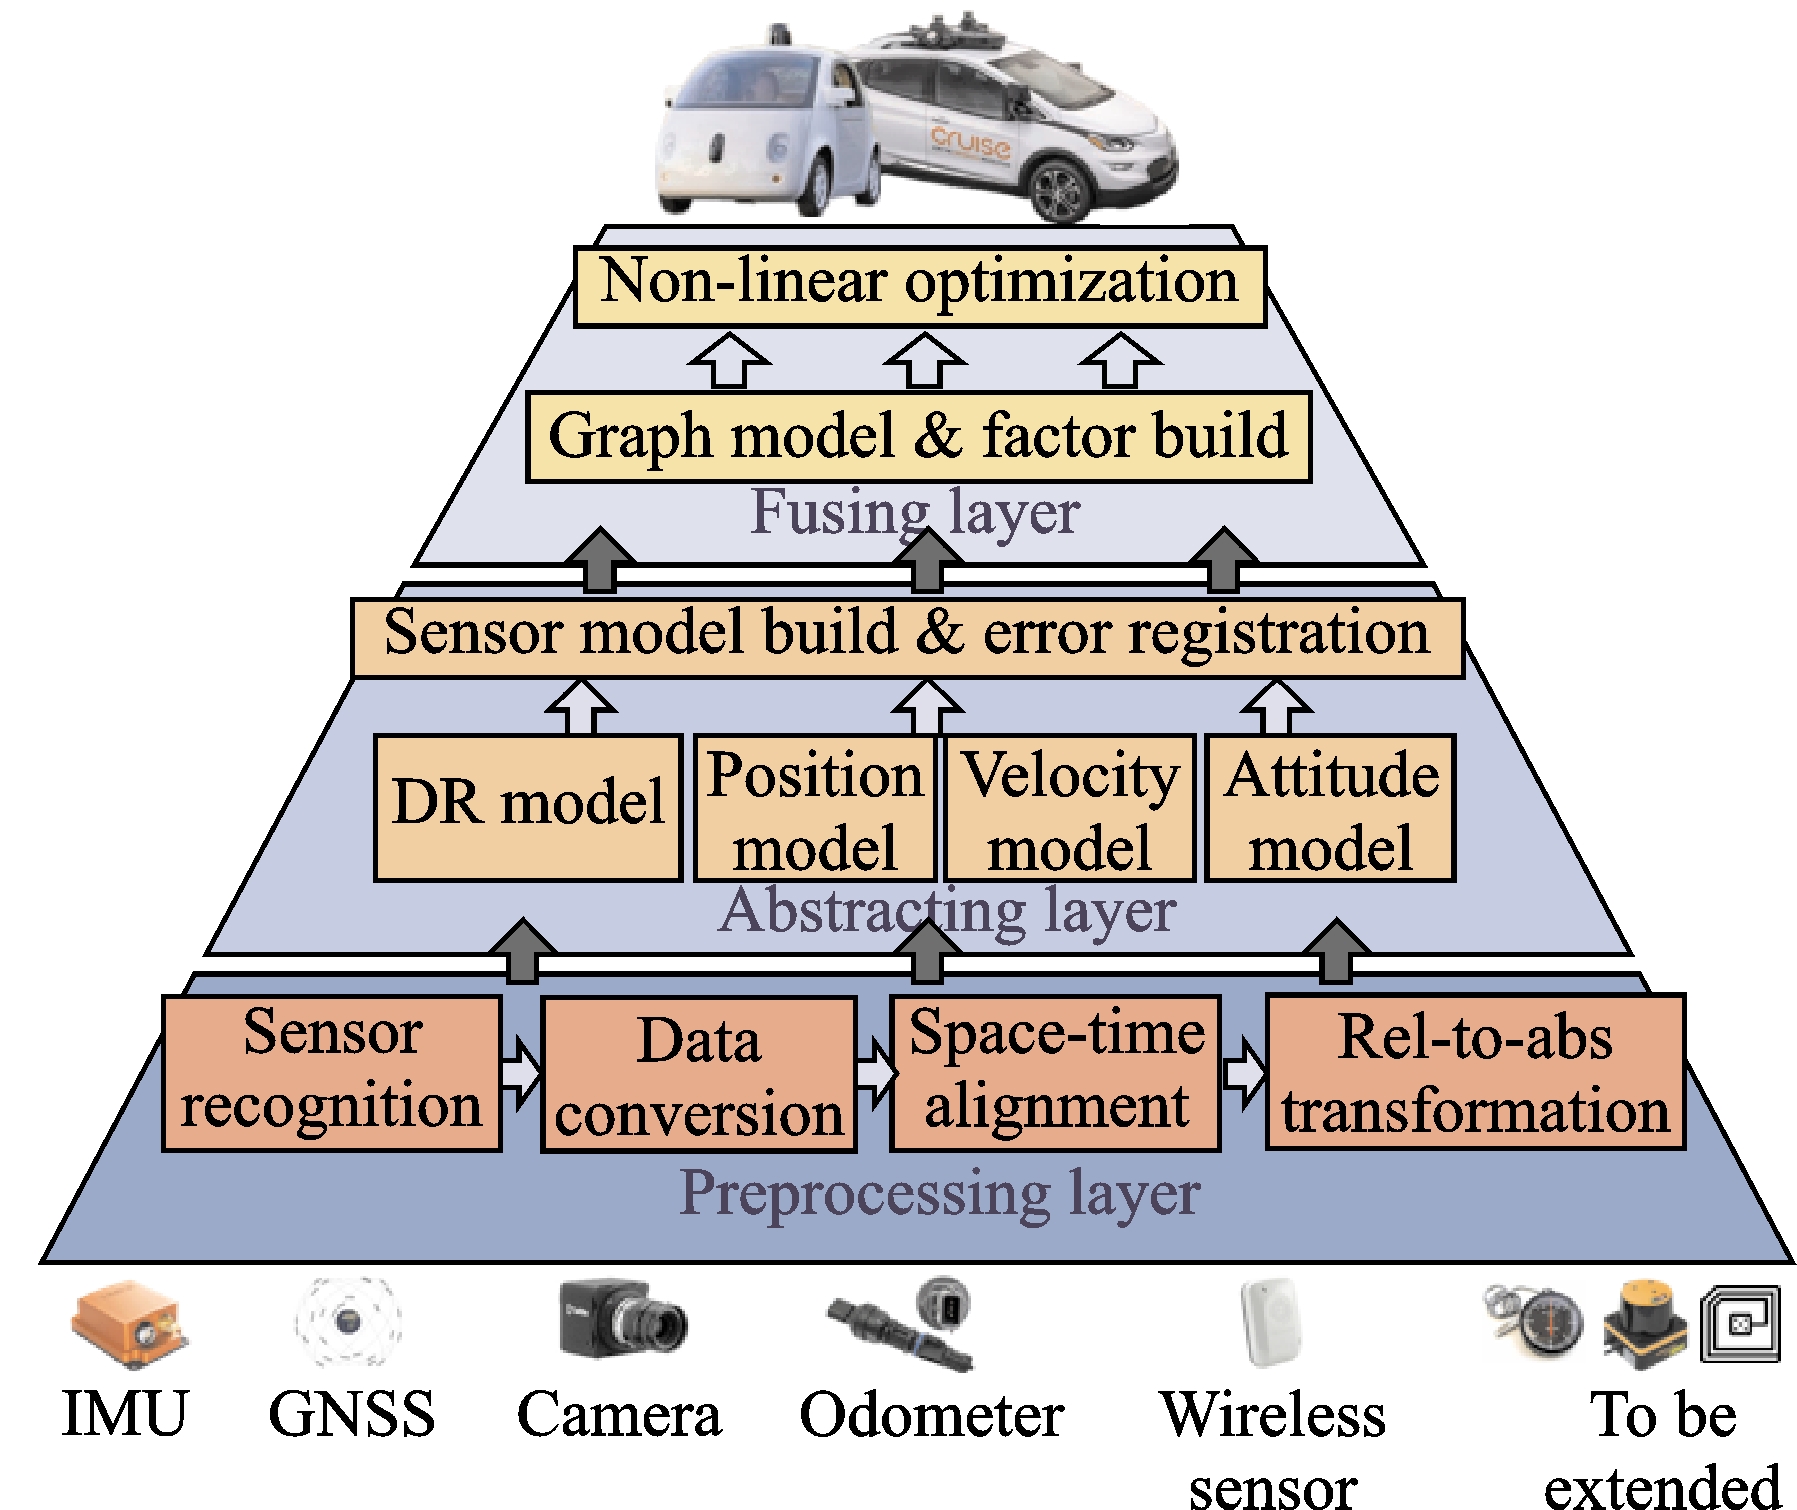 cruise
Non-linear optimization
Graph model & factor build
Fusing layer
Sensor model build & error registration
DR model
Position
model
Velocity
model
Attitude
model
Abstracting layer
Sensor
recognition
Data
conversion
Space-time
alignment
Rel-to-abs
transformation
Preprocessing layer
IMU
GNSS
Camera
Odometer
Wireless
sensor
To be
extended